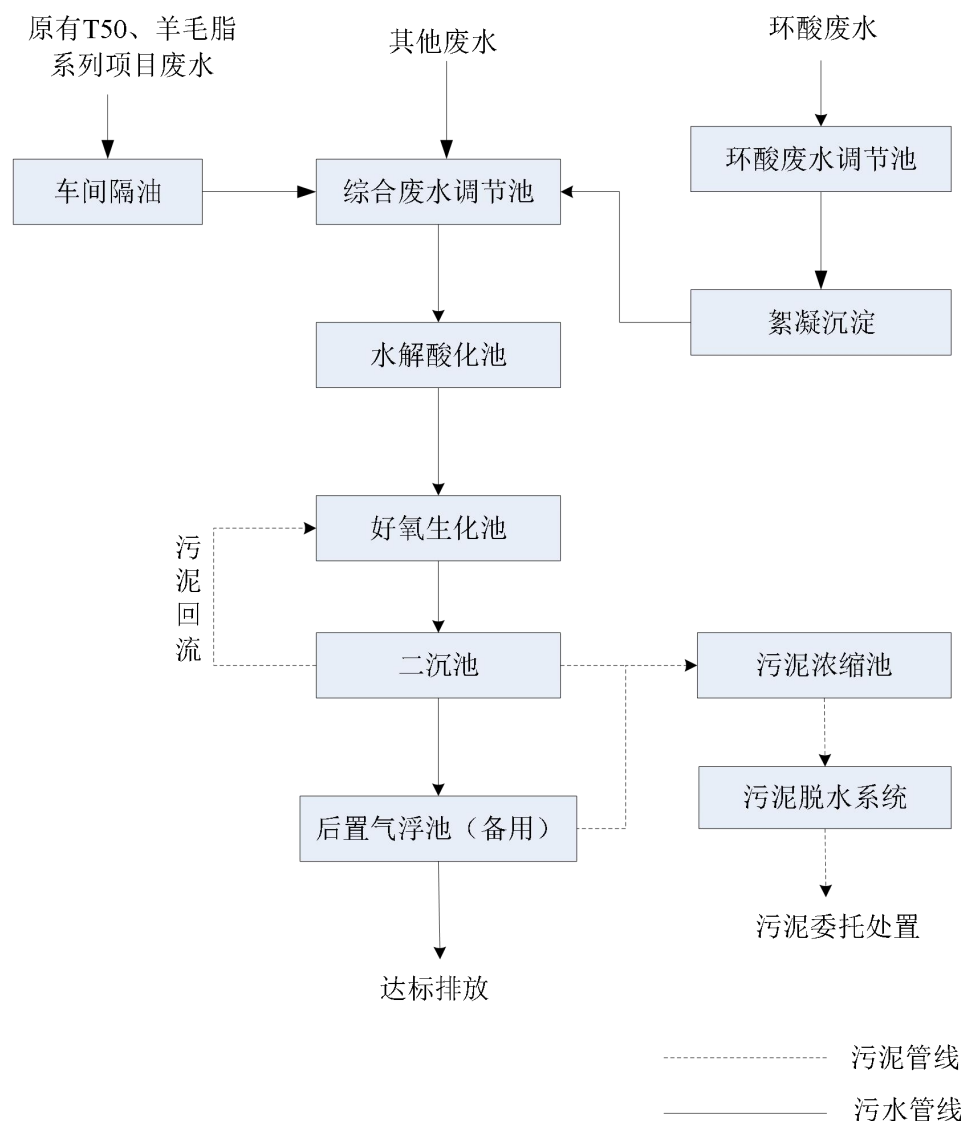 原有T50、羊毛脂
系列项目废水
其他废水
环酸废水
车间隔油
综合废水调节池
环酸废水调节池
絮凝沉淀
水解酸化池
好氧生化池
污泥回流
二沉池
污泥浓缩池
后置气浮池（备用）
污泥脱水系统
污泥委托处置
达标排放
污泥管线
污水管线